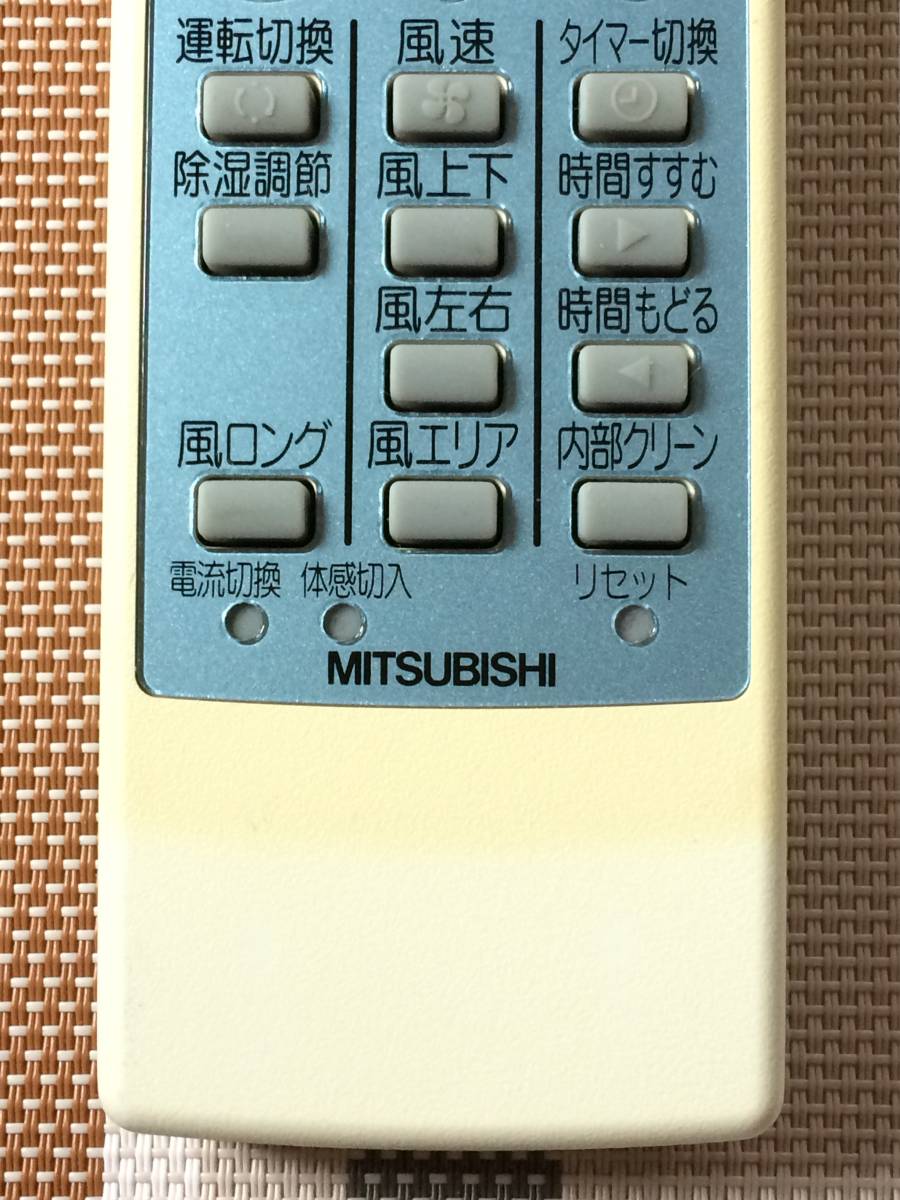 運転切換 風速 タイマー切換
除湿調節 風上下 時間すすむ
風左右 時間もどる
風ロング 風エリア 内部クリーン
電流切換 体感切入 リセット
MITSUBISHI